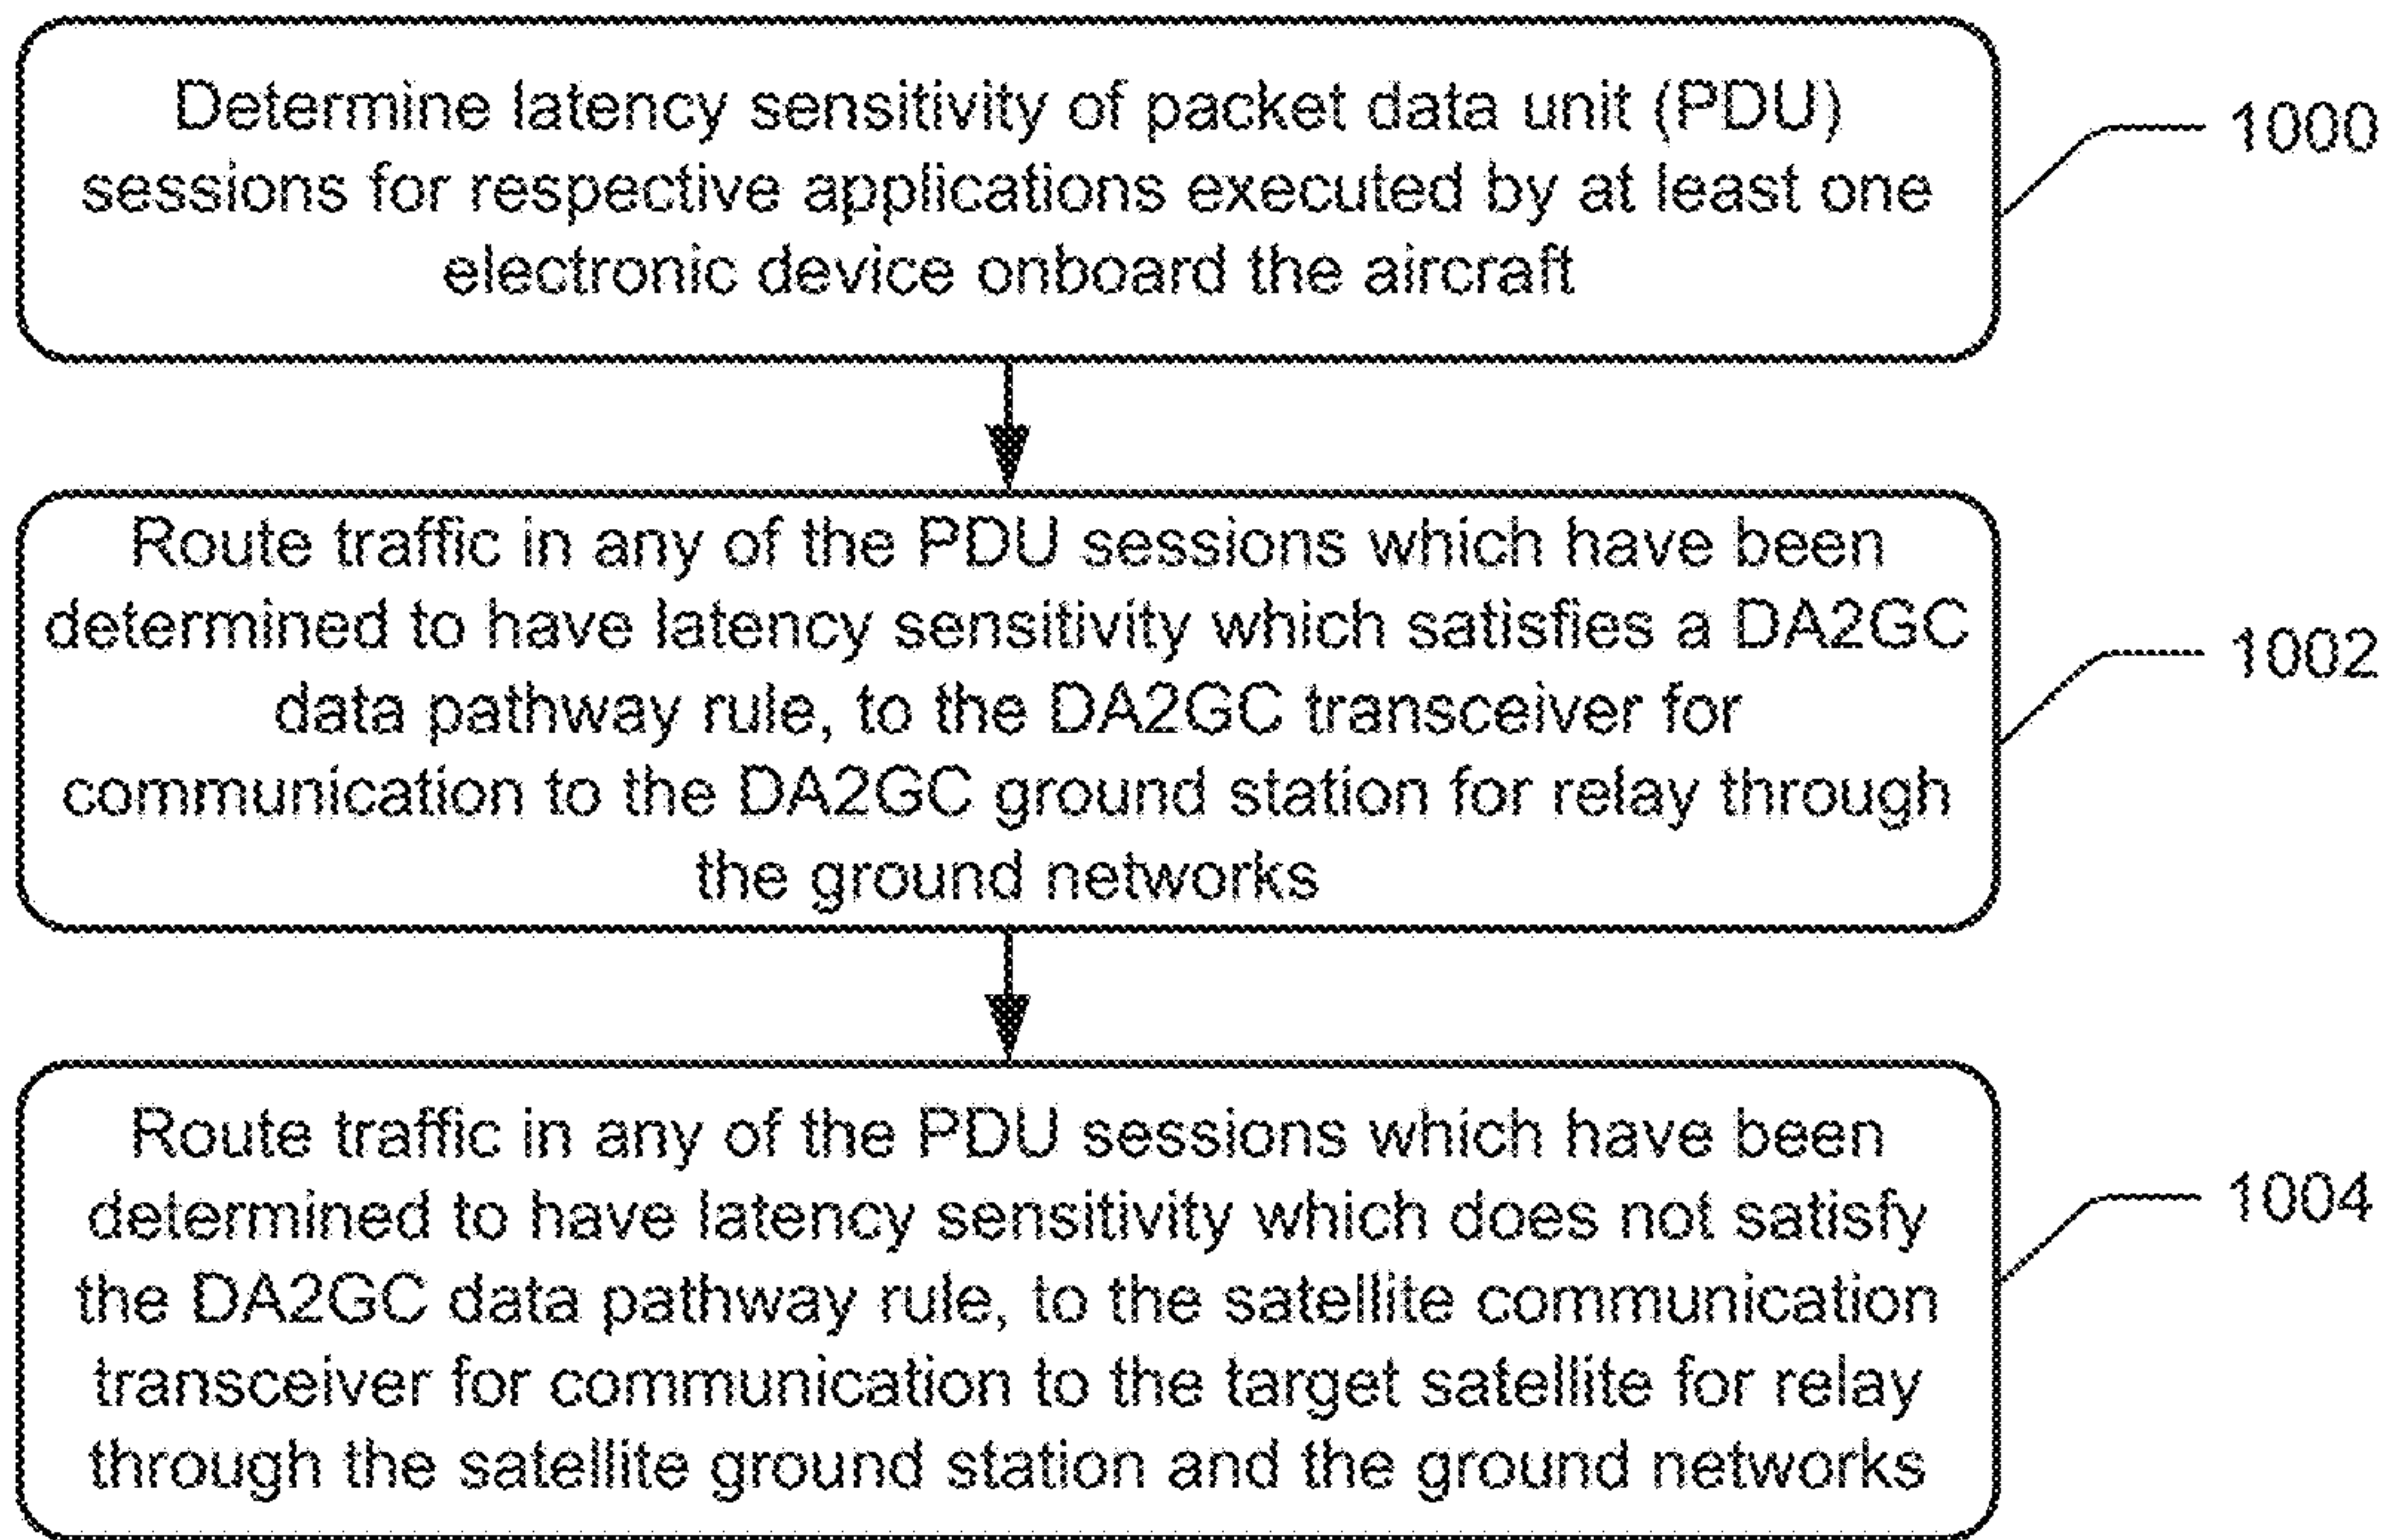 Determine latency sensitivity of packet data unit (PDU)
sessions for respective applications executed by at least one
electronic device onboard the aircraft
1000
Route traffic in any of the PDU sessions which have been
determined to have latency sensitivity which satisfies a DA2GC
data pathway rule, to the DA2GC transceiver for
communication to the DA2GC ground station for relay through
the ground networks
1002
Route traffic in any of the PDU sessions which have been
determined to have latency sensitivity which does not satisfy
the DA2GC data pathway rule, to the satellite communication
transceiver for communication to the target satellite for relay
through the satellite ground station and the ground networks
1004